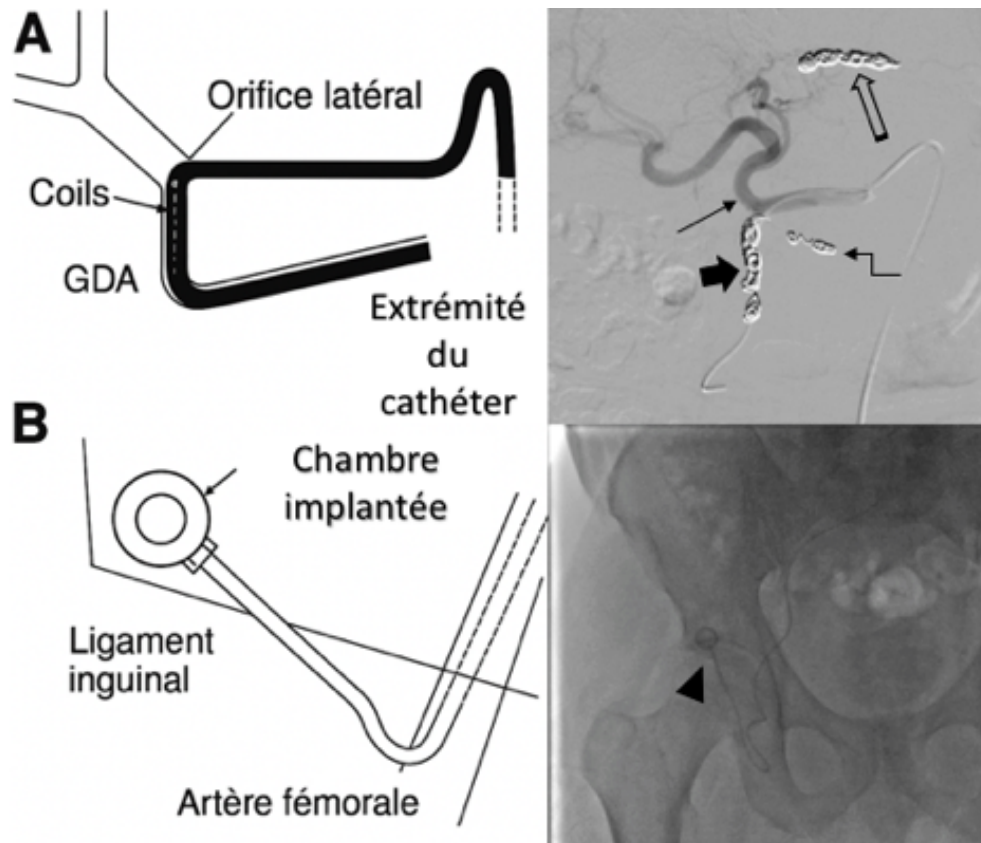 A
Orifice latéral
Coils
GDA
Extrémité
du
cathéter
B
Chambre
implantée
Ligament
inguinal
Artère fémorale